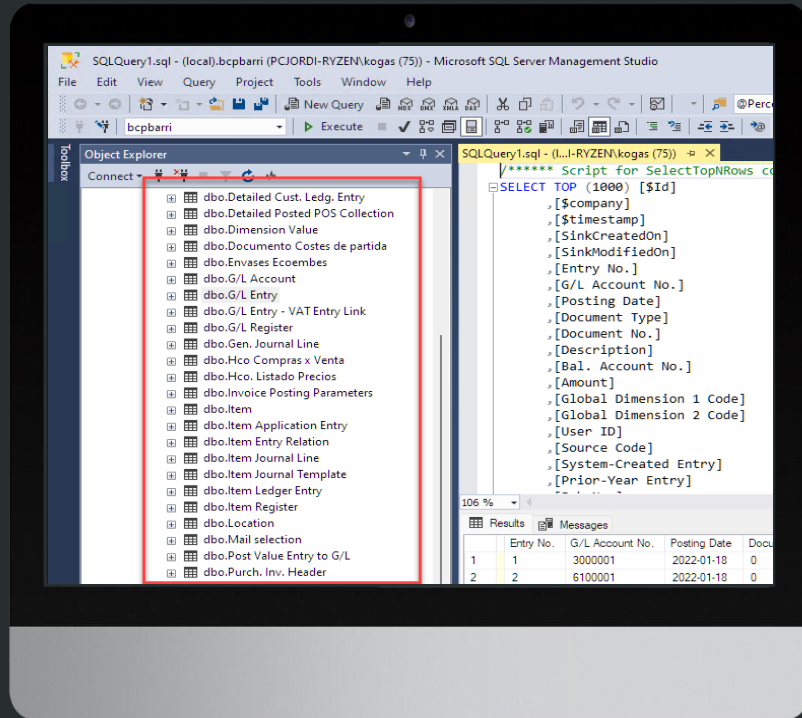 SQLQuery1.sql - (local).bcpbarri (PCJORDI-RYZEN\kogas (75)) - Microsoft SQL Server Management Studio
File Edit View Query Project Tools Window Help
New Query MDX DMX XMLA DAX @Perc
bcpbarri Execute
Toolbox
Object Explorer
Connect
dbo.Detailed Cust. Ledg. Entry
dbo.Detailed Posted POS Collection
dbo.Dimension Value
dbo.Documento Costes de partida
dbo.Envases Ecoembes
dbo.G/L Account
dbo.G/L Entry
dbo.G/L Entry - VAT Entry Link
dbo.G/L Register
dbo.Gen. Journal Line
dbo.Hco Compras x Venta
dbo.Hco. Listado Precios
dbo.Invoice Posting Parameters
dbo.Item
dbo.Item Application Entry
dbo.Item Entry Relation
dbo.Item Journal Line
dbo.Item Journal Template
dbo.Item Ledger Entry
dbo.Item Register
dbo.Location
dbo.Mail selection
dbo.Post Value Entry to G/L
dbo.Purch. Inv. Header
SQLQuery1.sql - (l...I-RYZEN\kogas (75))
/****** Script for SelectTopNRows co
SELECT TOP (1000) [$Id]
,[$company]
,[$timestamp]
,[SinkCreatedOn]
,[SinkModifiedOn]
,[Entry No.]
,[G/L Account No.]
,[Posting Date]
,[Document Type]
,[Document No.]
,[Description]
,[Bal. Account No.]
,[Amount]
,[Global Dimension 1 Code]
,[Global Dimension 2 Code]
,[User ID]
,[Source Code]
,[System-Created Entry]
,[Prior-Year Entry]
106 %
Results Messages
Entry No. G/L Account No. Posting Date Docu
1 1 3000001 2022-01-18 0
2 2 6100001 2022-01-18 0